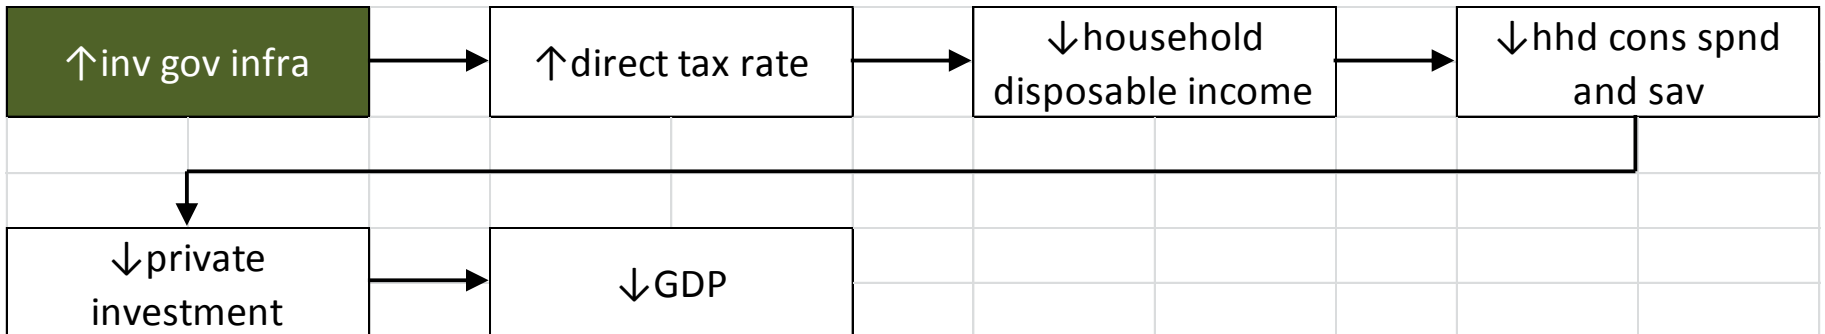 ↑inv gov infra
↑direct tax rate
↓household
disposable income
↓hhd cons spnd
and sav
↓private
investment
↓GDP